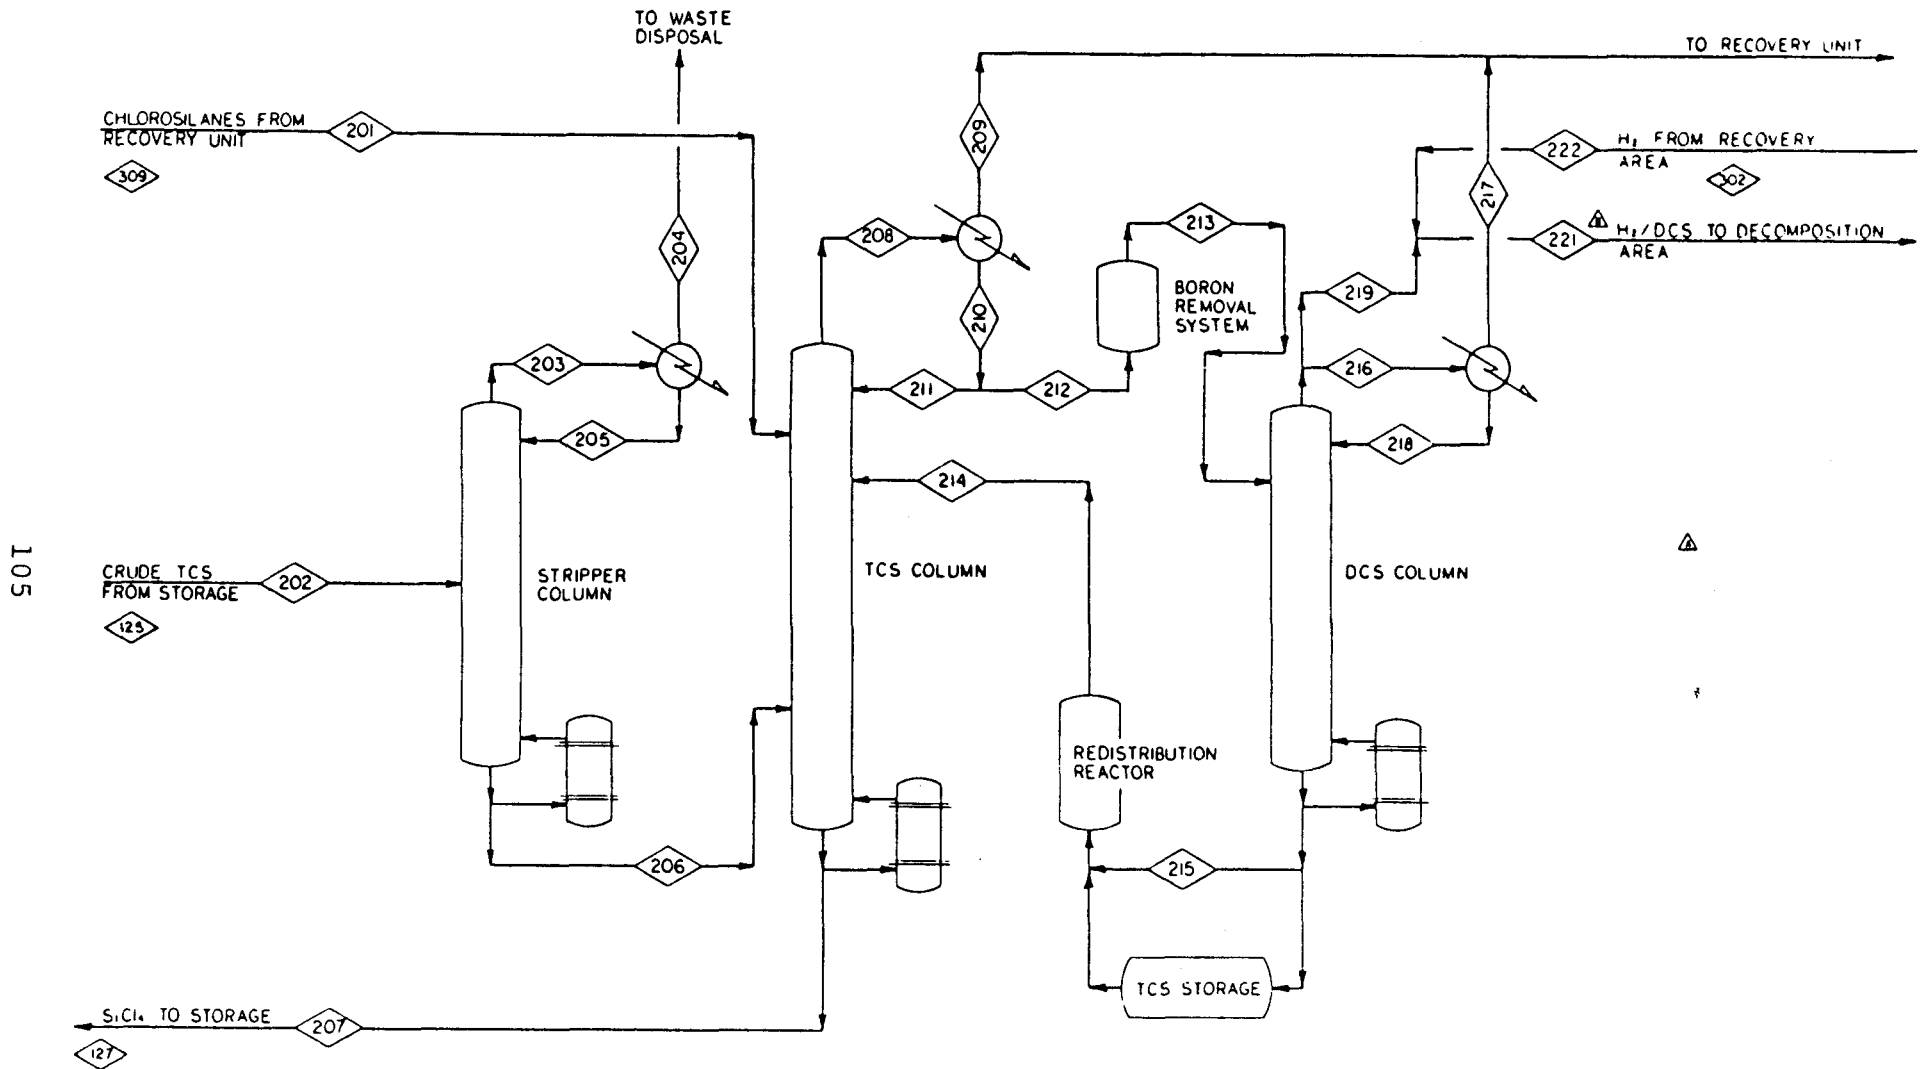 TO WASTE
DISPOSAL
TO RECOVERY UNIT
CHLOROSILANES FROM
RECOVERY UNIT
201
309
209
222
H₂ FROM RECOVERY
AREA
302
217
204
208
213
221
H₂/DCS TO DECOMPOSITION
AREA
210
BORON
REMOVAL
SYSTEM
219
203
211
212
216
205
218
214
105
CRUDE TCS
FROM STORAGE
202
125
STRIPPER
COLUMN
TCS COLUMN
DCS COLUMN
REDISTRIBUTION
REACTOR
206
215
TCS STORAGE
SiCl₄ TO STORAGE
207
127